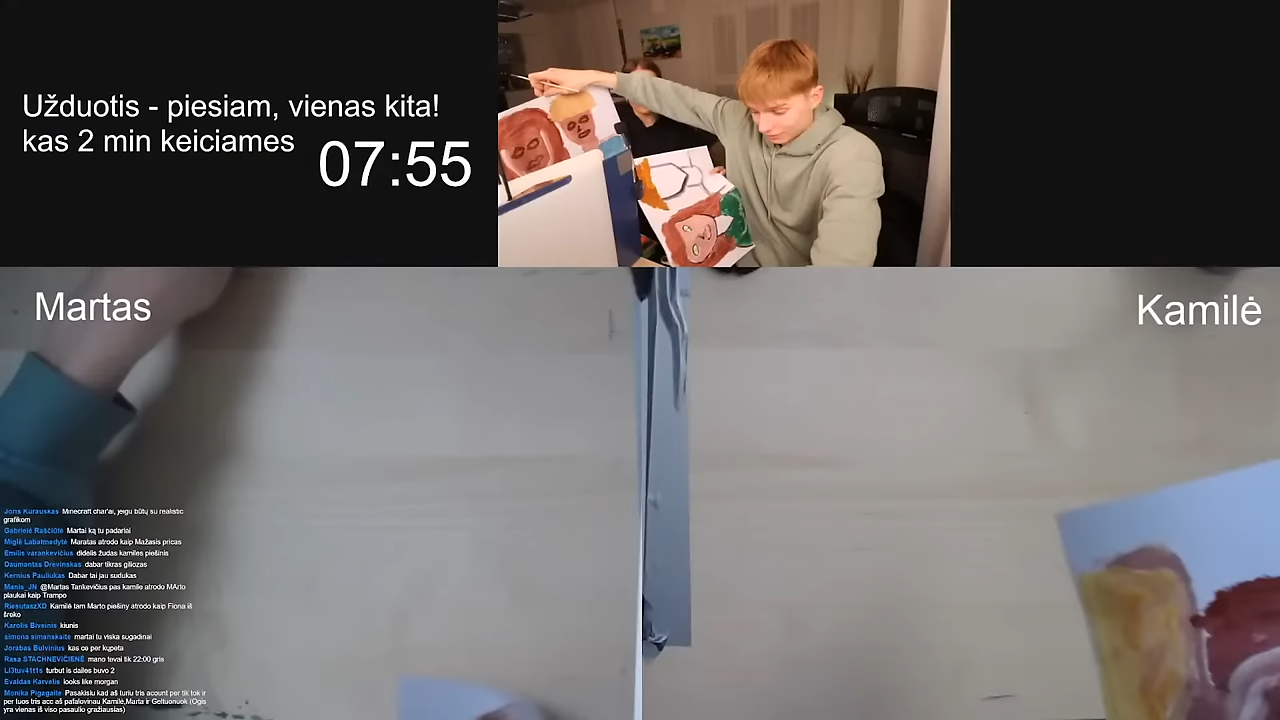 Užduotis - piesiam, vienas kita!
kas 2 min keiciames
07:55
Martas
Kamilė
Joris Kurauskas Minecraft char'ai, jeigu būtų su realistic
grafikom
Gabrielė Raščiūtė Martai ką tu padariai
Miglė Labatmedytė Maratas atrodo kaip Mažasis pricas
Emilis varankevičius didelis žudas kamiles piešinis
Daumantas Drevinskas dabar tikras giliozas
Kernius Pauliukas Dabar tai jau sudukas
Manis_JN @Martas Tankevičius pas kamile atrodo MArto
plaukai kaip Trampo
RiesutaszXD Kamilė tam Marto piešiny atrodo kaip Fiona iš
šreko
Karolis Biveinis kiunis
simona simanskaite martai tu viska sugadinai
Jorabas Bulvinius kas ce per kupeta
Rasa STACHNEVIČIENĖ mano tevai tik 22:00 gris
Li3tuv41t1s turbut is dailes buvo 2
Evaldas Karvelis looks like morgan
Monika Pigagaite Pasakisiu kad aš turiu tris acount per tik tok ir
per tuos tris acc aš pafalovinau Kamilė,Marta ir Geltuonuok (Ogis
yra vienas iš viso pasaulio gražiausias)